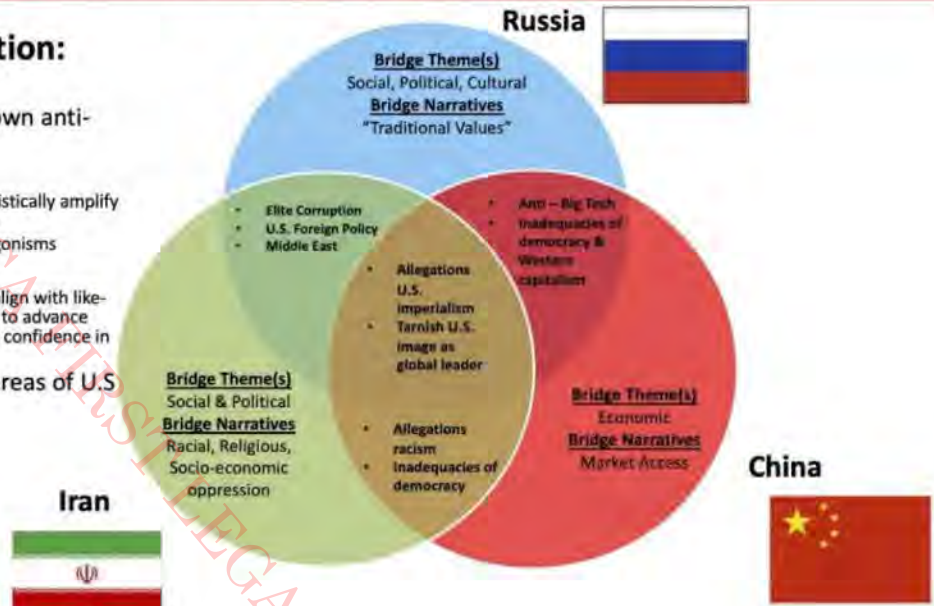 tion:
own anti-
istically amplify
gonisms
align with like-
to advance
confidence in
reas of U.S
Russia
Bridge Theme(s)
Social, Political, Cultural
Bridge Narratives
"Traditional Values"
• Elite Corruption
• U.S. Foreign Policy
• Middle East
• Anti – Big Tech
• Inadequacies of
democracy &
Western
capitalism
• Allegations
U.S.
imperialism
• Tarnish U.S.
image as
global leader
• Allegations
racism
• Inadequacies of
democracy
Bridge Theme(s)
Social & Political
Bridge Narratives
Racial, Religious,
Socio-economic
oppression
Bridge Theme(s)
Economic
Bridge Narratives
Market Access
Iran
China
A FIRST LEGA